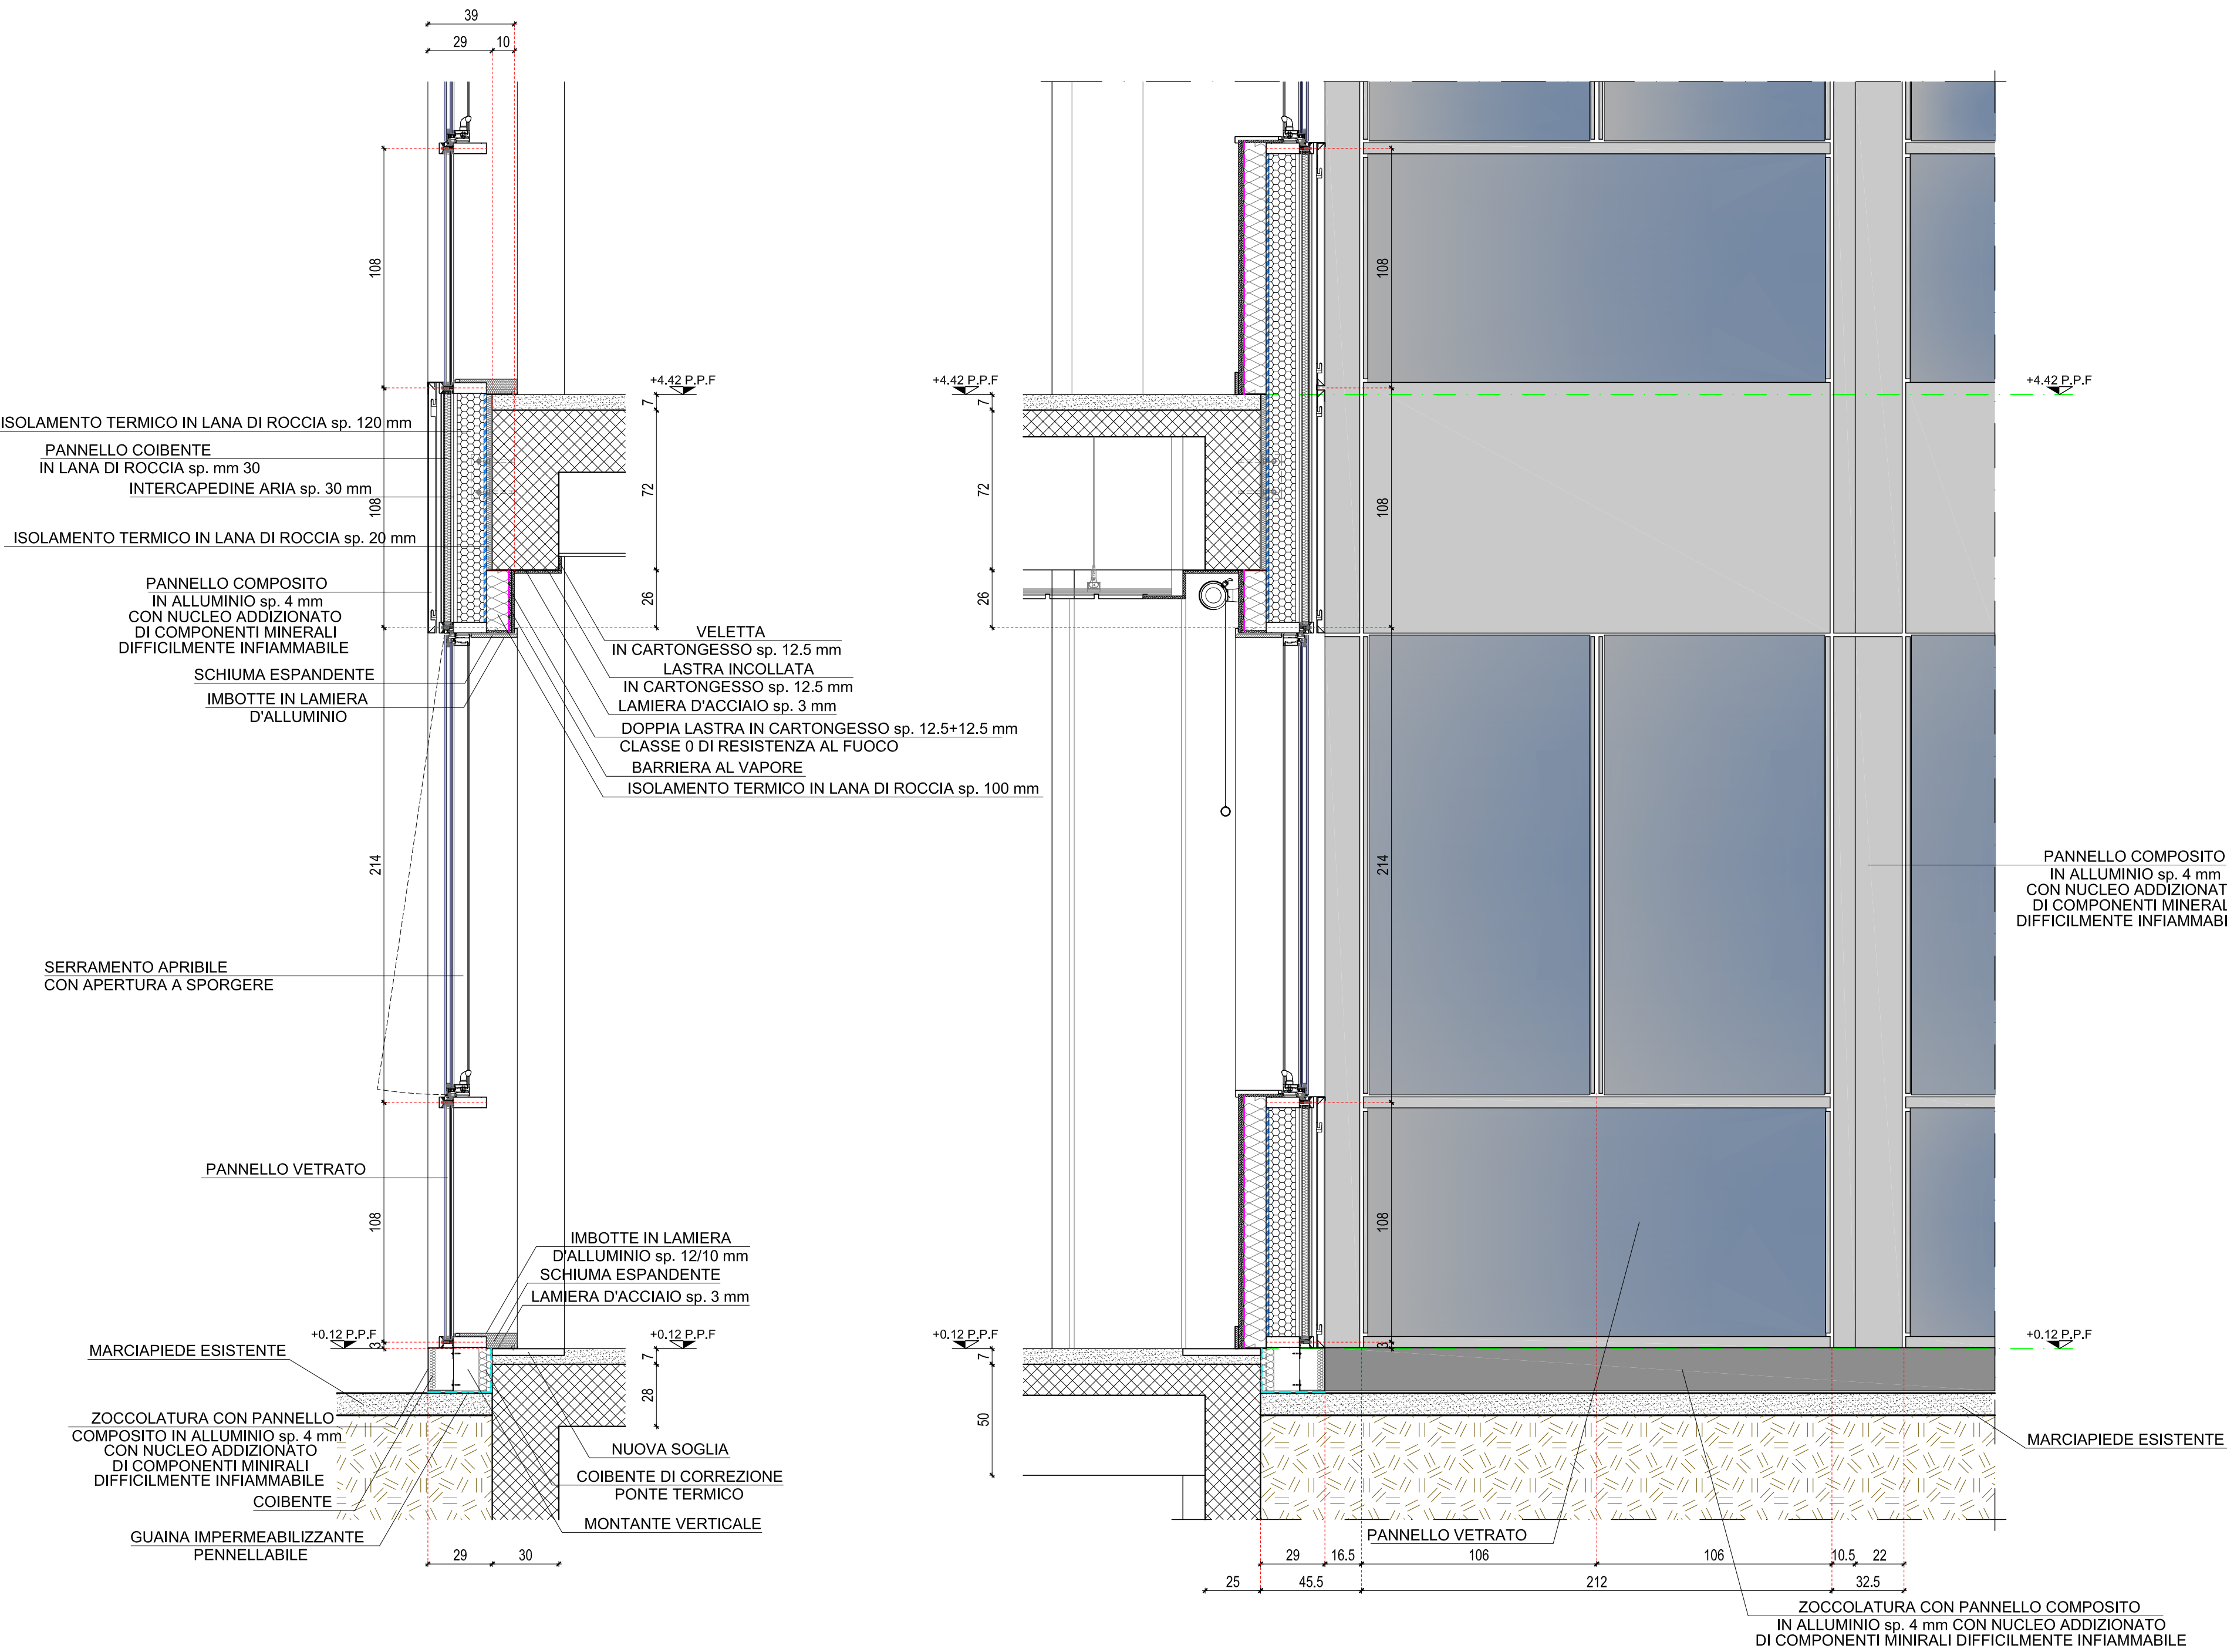 39
29
10
108
+4.42 P.P.F
ISOLAMENTO TERMICO IN LANA DI ROCCIA sp. 120 mm
PANNELLO COIBENTE
IN LANA DI ROCCIA sp. mm 30
INTERCAPEDINE ARIA sp. 30 mm
108
ISOLAMENTO TERMICO IN LANA DI ROCCIA sp. 20 mm
PANNELLO COMPOSITO
IN ALLUMINIO sp. 4 mm
CON NUCLEO ADDIZIONATO
DI COMPONENTI MINERALI
DIFFICILMENTE INFIAMMABILE
SCHIUMA ESPANDENTE
IMBOTTE IN LAMIERA
D'ALLUMINIO
7
72
26
VELETTA
IN CARTONGESSO sp. 12.5 mm
LASTRA INCOLLATA
IN CARTONGESSO sp. 12.5 mm
LAMIERA D'ACCIAIO sp. 3 mm
DOPPIA LASTRA IN CARTONGESSO sp. 12.5+12.5 mm
CLASSE 0 DI RESISTENZA AL FUOCO
BARRIERA AL VAPORE
ISOLAMENTO TERMICO IN LANA DI ROCCIA sp. 100 mm
214
SERRAMENTO APRIBILE
CON APERTURA A SPORGERE
PANNELLO VETRATO
108
IMBOTTE IN LAMIERA
D'ALLUMINIO sp. 12/10 mm
SCHIUMA ESPANDENTE
LAMIERA D'ACCIAIO sp. 3 mm
+0.12 P.P.F
3
+0.12 P.P.F
7
28
MARCIAPIEDE ESISTENTE
ZOCCOLATURA CON PANNELLO
COMPOSITO IN ALLUMINIO sp. 4 mm
CON NUCLEO ADDIZIONATO
DI COMPONENTI MINIRALI
DIFFICILMENTE INFIAMMABILE
COIBENTE
GUAINA IMPERMEABILIZZANTE
PENNELLABILE
NUOVA SOGLIA
COIBENTE DI CORREZIONE
PONTE TERMICO
MONTANTE VERTICALE
29
30
108
+4.42 P.P.F
+4.42 P.P.F
7
72
108
26
214
PANNELLO COMPOSITO
IN ALLUMINIO sp. 4 mm
CON NUCLEO ADDIZIONAT
DI COMPONENTI MINERAL
DIFFICILMENTE INFIAMMABI
108
+0.12 P.P.F
3
+0.12 P.P.F
7
50
MARCIAPIEDE ESISTENTE
PANNELLO VETRATO
29
16.5
106
106
10.5
22
25
45.5
212
32.5
ZOCCOLATURA CON PANNELLO COMPOSITO
IN ALLUMINIO sp. 4 mm CON NUCLEO ADDIZIONATO
DI COMPONENTI MINIRALI DIFFICILMENTE INFIAMMABILE